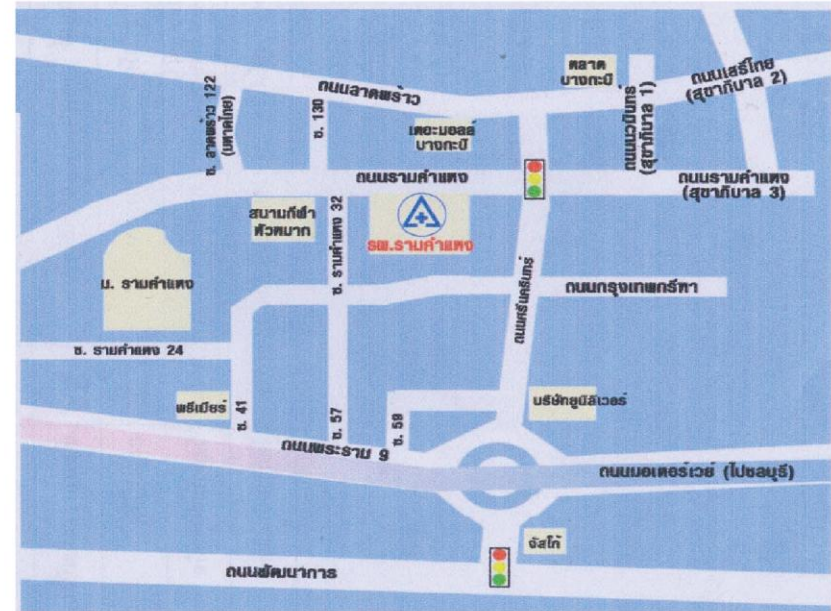 ถนนลาดพร้าว
ตลาด
บางกะปิ
ถนนเสรีไทย
(สุขาภิบาล 2)
ซ. ลาดพร้าว 122
(มหาดไทย)
ซ. 130
เดอะมอลล์
บางกะปิ
ถนนนวมินทร์
(สุขาภิบาล 1)
ถนนรามคำแหง
ถนนรามคำแหง
(สุขาภิบาล 3)
สนามกีฬา
หัวหมาก
ซ. รามคำแหง 32
รพ.รามคำแหง
ม. รามคำแหง
ถนนศรีนครินทร์
ถนนกรุงเทพกรีฑา
ซ. รามคำแหง 24
พรีเมียร์
ซ. 41
ซ. 57
ซ. 59
บริษัทยูนิลิเวอร์
ถนนพระราม 9
ถนนมอเตอร์เวย์ (ไปชลบุรี)
จัสโก้
ถนนพัฒนาการ